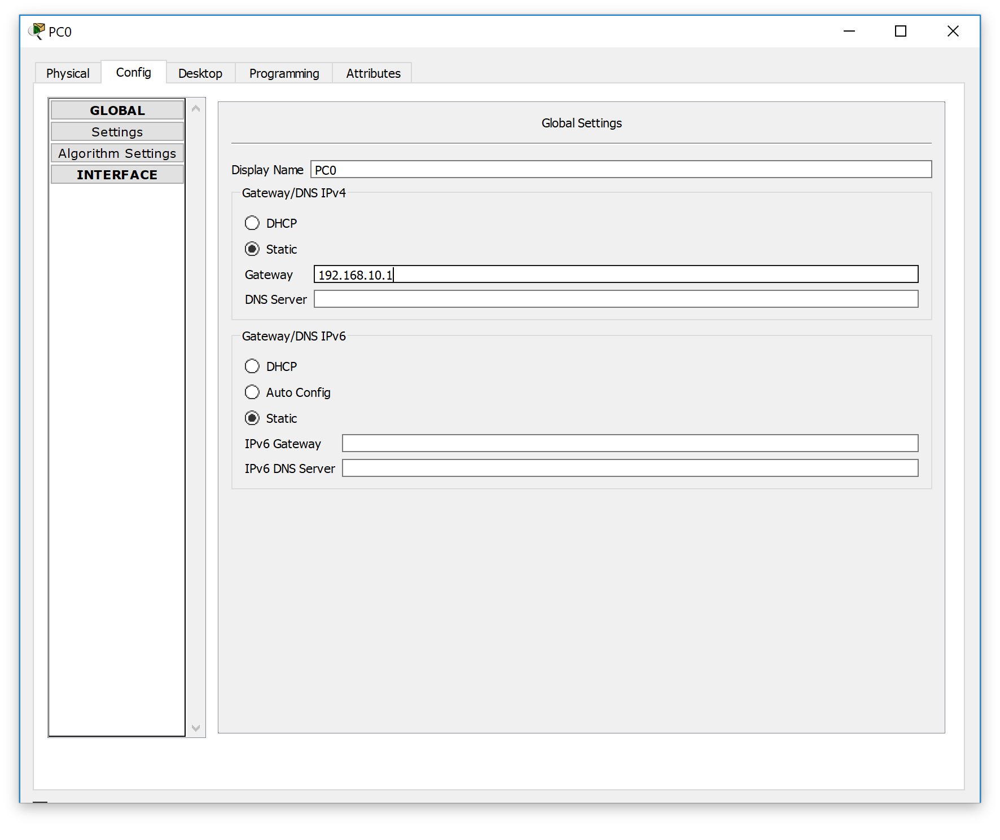 PC0
Physical Config Desktop Programming Attributes
GLOBAL
Settings
Algorithm Settings
INTERFACE
Global Settings
Display Name PC0
Gateway/DNS IPv4
DHCP
Static
Gateway 192.168.10.1
DNS Server
Gateway/DNS IPv6
DHCP
Auto Config
Static
IPv6 Gateway
IPv6 DNS Server